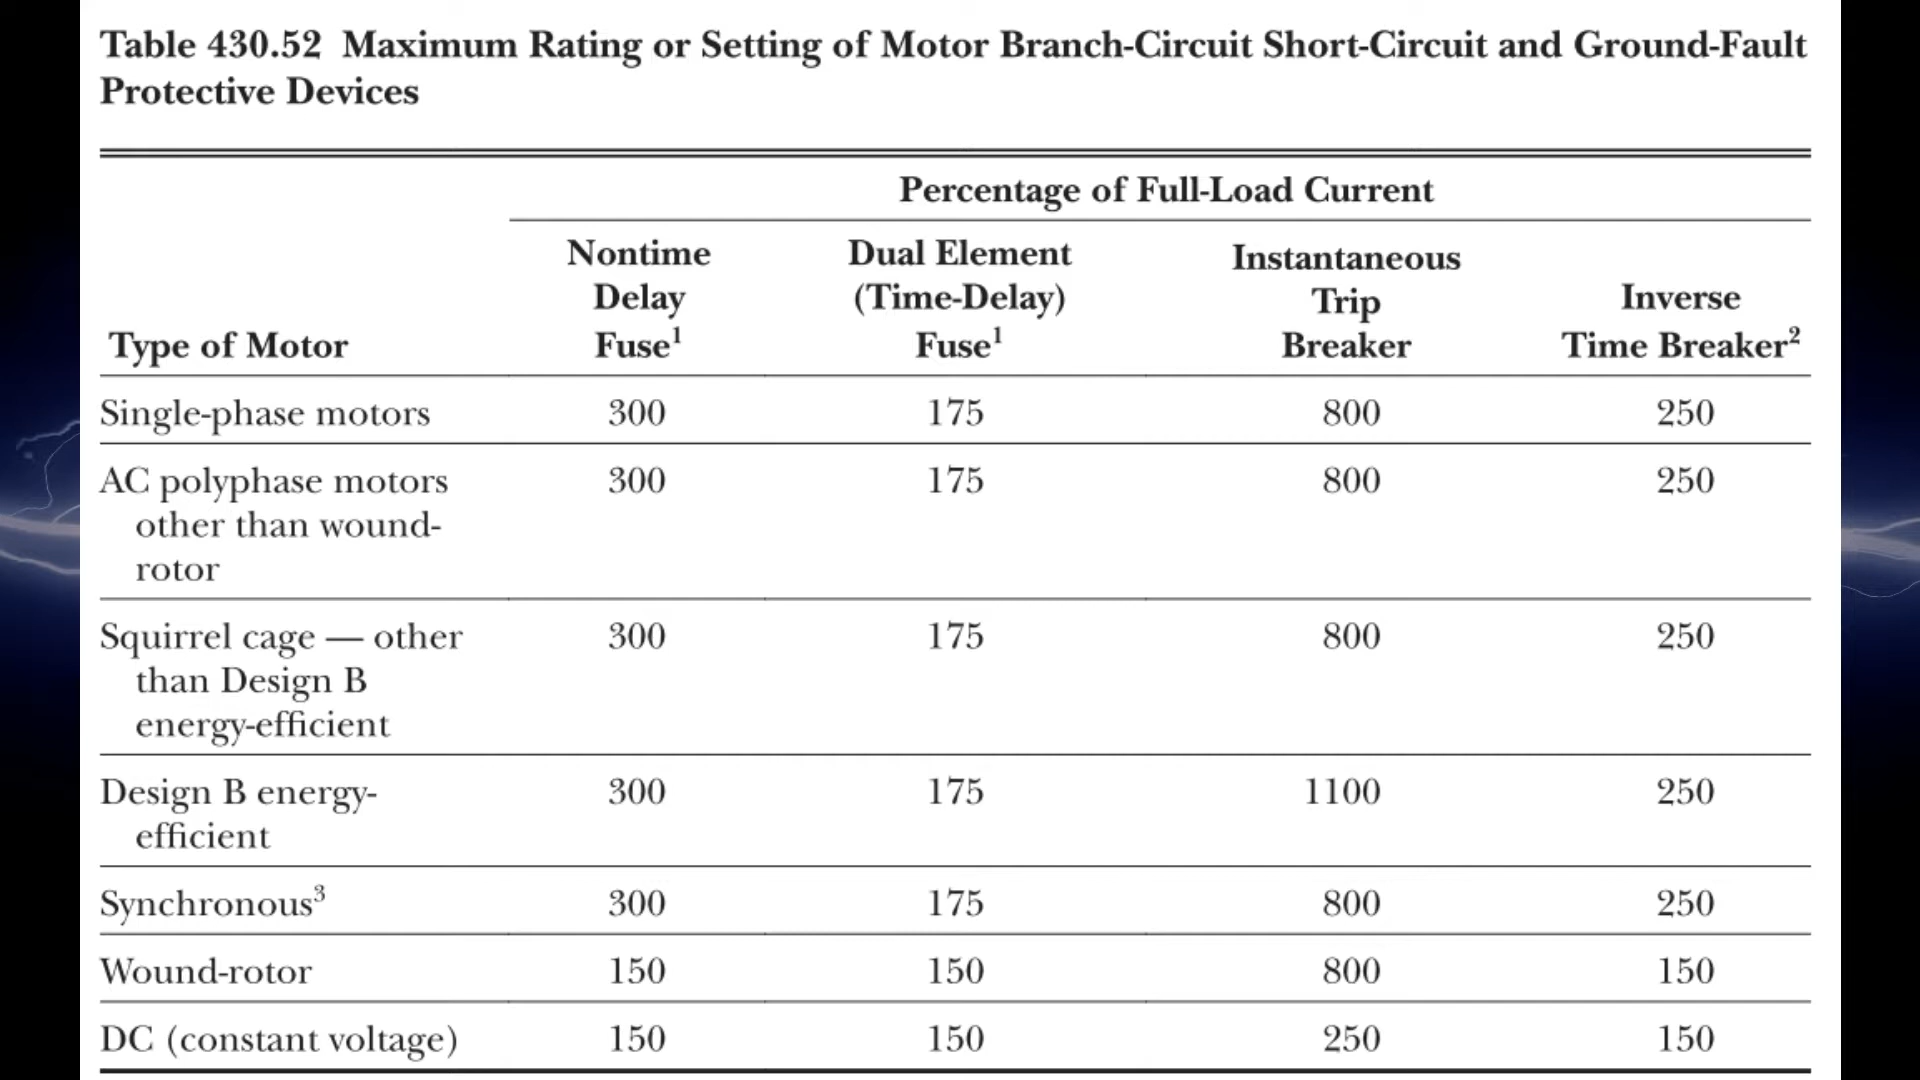 Table 430.52 Maximum Rating or Setting of Motor Branch-Circuit Short-Circuit and Ground-Fault
Protective Devices
Percentage of Full-Load Current
Type of Motor
Nontime
Delay
Fuse¹
Dual Element
(Time-Delay)
Fuse¹
Instantaneous
Trip
Breaker
Inverse
Time Breaker²
Single-phase motors 300 175 800 250
AC polyphase motors 300 175 800 250
other than wound-
rotor
Squirrel cage — other 300 175 800 250
than Design B
energy-efficient
Design B energy- 300 175 1100 250
efficient
Synchronous³ 300 175 800 250
Wound-rotor 150 150 800 150
DC (constant voltage) 150 150 250 150